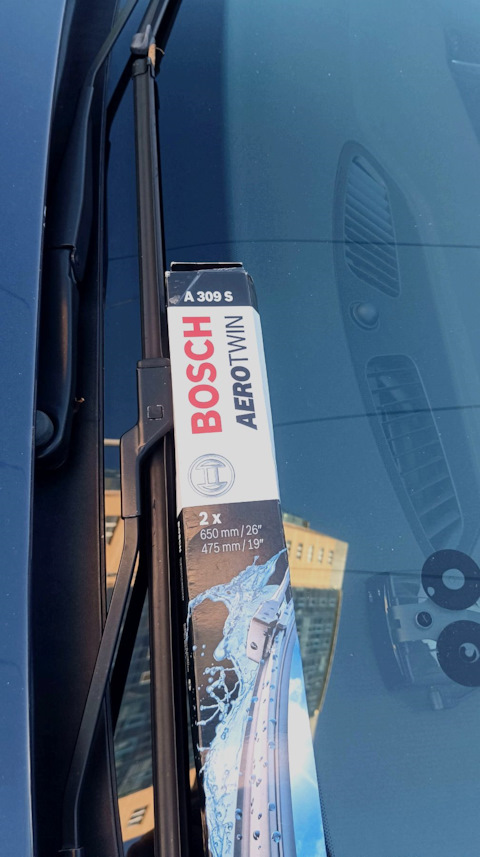 A 309 S
BOSCH
AEROTWIN
2 x
650 mm / 26"
475 mm / 19"